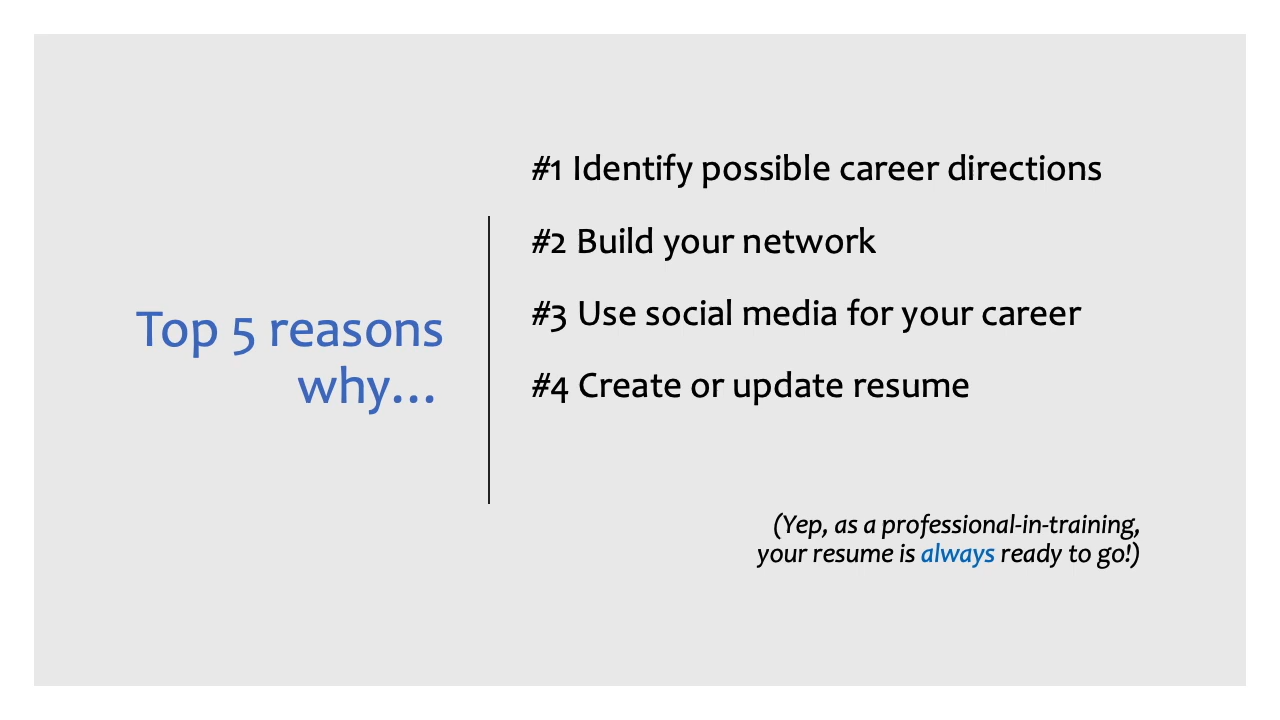 Top 5 reasons
why…
#1 Identify possible career directions
#2 Build your network
#3 Use social media for your career
#4 Create or update resume
(Yep, as a professional-in-training,
your resume is always ready to go!)